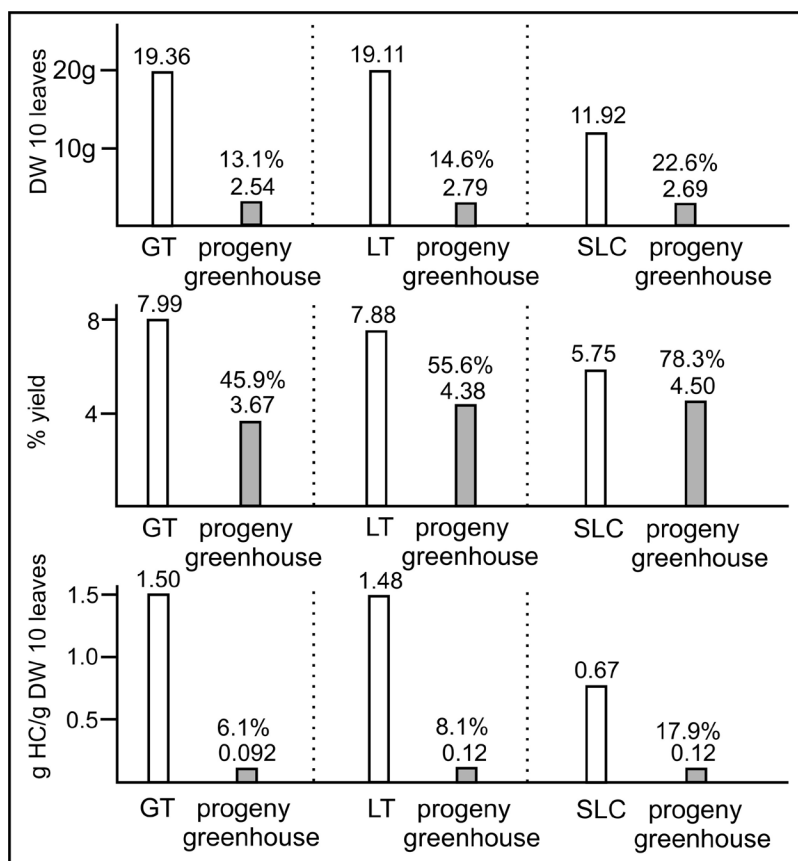 DW 10 leaves
20g
10g
19.36
13.1%
2.54
19.11
14.6%
2.79
11.92
22.6%
2.69
GT progeny greenhouse
LT progeny greenhouse
SLC progeny greenhouse
% yield
8
4
7.99
45.9%
3.67
7.88
55.6%
4.38
5.75
78.3%
4.50
GT progeny greenhouse
LT progeny greenhouse
SLC progeny greenhouse
g HC/g DW 10 leaves
1.5
1.0
0.5
1.50
6.1%
0.092
1.48
8.1%
0.12
0.67
17.9%
0.12
GT progeny greenhouse
LT progeny greenhouse
SLC progeny greenhouse